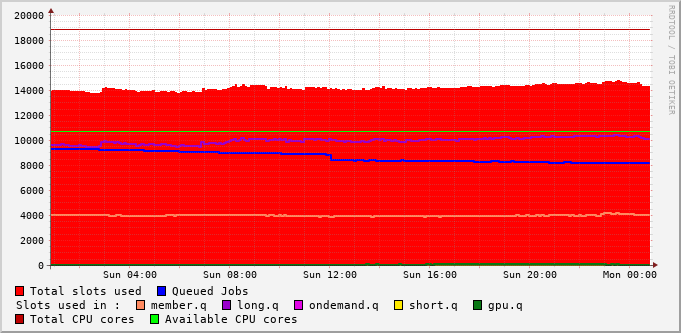 RRDTOOL / TOBI OETIKER
20000
18000
16000
14000
12000
10000
8000
6000
4000
2000
0
Sun 04:00 Sun 08:00 Sun 12:00 Sun 16:00 Sun 20:00 Mon 00:00
Total slots used Queued Jobs
Slots used in : member.q long.q ondemand.q short.q gpu.q
Total CPU cores Available CPU cores